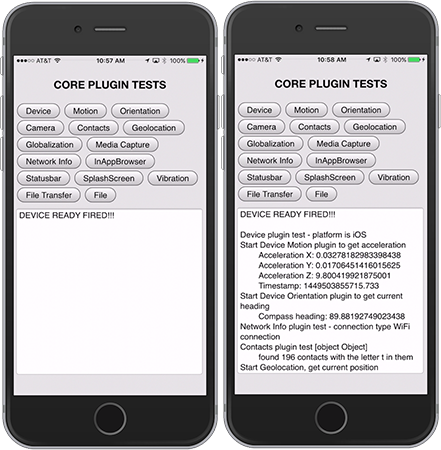 AT&T 10:57 AM 100%
CORE PLUGIN TESTS
Device Motion Orientation
Camera Contacts Geolocation
Globalization Media Capture
Network Info InAppBrowser
Statusbar SplashScreen Vibration
File Transfer File
DEVICE READY FIRED!!!
AT&T 10:58 AM 100%
CORE PLUGIN TESTS
Device Motion Orientation
Camera Contacts Geolocation
Globalization Media Capture
Network Info InAppBrowser
Statusbar SplashScreen Vibration
File Transfer File
DEVICE READY FIRED!!!
Device plugin test - platform is iOS
Start Device Motion plugin to get acceleration
Acceleration X: 0.03278182983398438
Acceleration Y: 0.01706451416015625
Acceleration Z: 9.800419921875001
Timestamp: 1449503855715.733
Start Device Orientation plugin to get current
heading
Compass heading: 89.88192749023438
Network Info plugin test - connection type WiFi
connection
Contacts plugin test [object Object]
found 196 contacts with the letter t in them
Start Geolocation, get current position